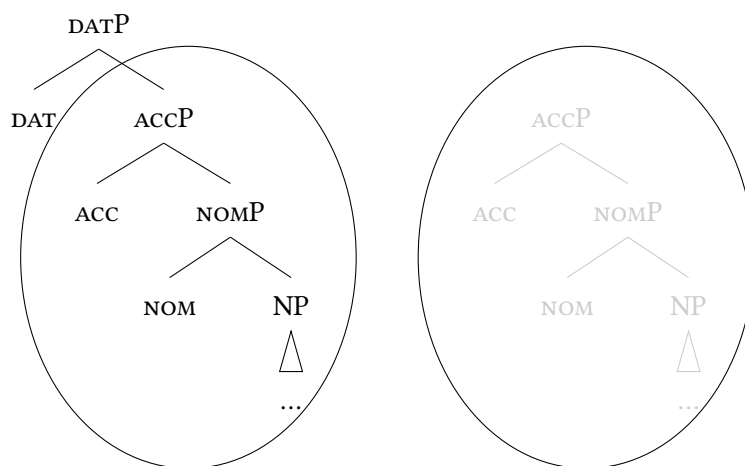 DATP
DAT ACCP
ACC NOMP
NOM NP
...
ACCP
ACC NOMP
NOM NP
...